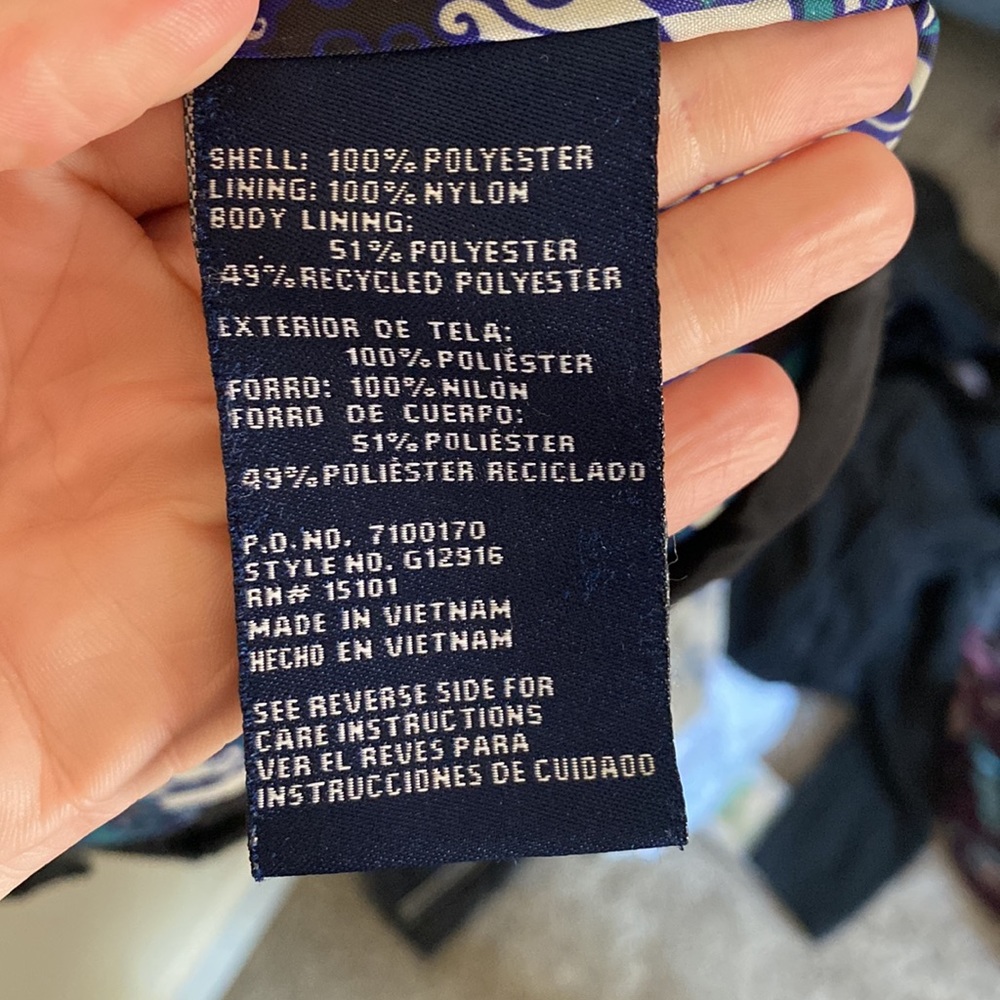 SHELL: 100% POLYESTER
LINING: 100% NYLON
BODY LINING:
51% POLYESTER
49% RECYCLED POLYESTER
EXTERIOR DE TELA:
100% POLIÉSTER
FORRO: 100% NILÓN
FORRO DE CUERPO:
51% POLIÉSTER
49% POLIÉSTER RECICLADO
P.O.NO. 7100170
STYLE NO. G12916
RN# 15101
MADE IN VIETNAM
HECHO EN VIETNAM
SEE REVERSE SIDE FOR
CARE INSTRUCTIONS
VER EL REVES PARA
INSTRUCCIONES DE CUIDADO